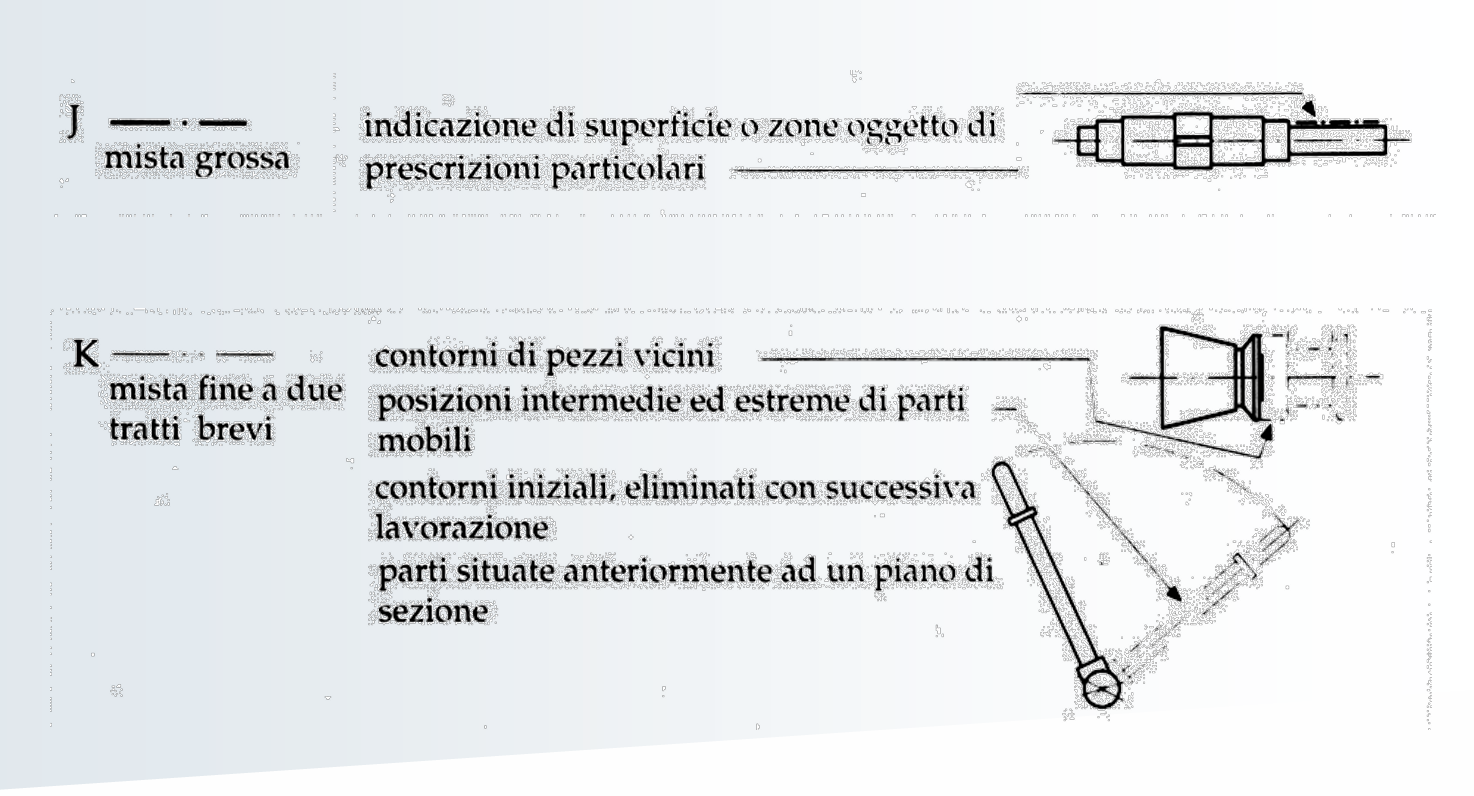 J
indicazione di superficie o zone oggetto di
mista grossa
prescrizioni particolari
K
contorni di pezzi vicini
mista fine a due
posizioni intermedie ed estreme di parti
tratti brevi
mobili
contorni iniziali, eliminati con successiva
lavorazione
parti situate anteriormente ad un piano di
sezione